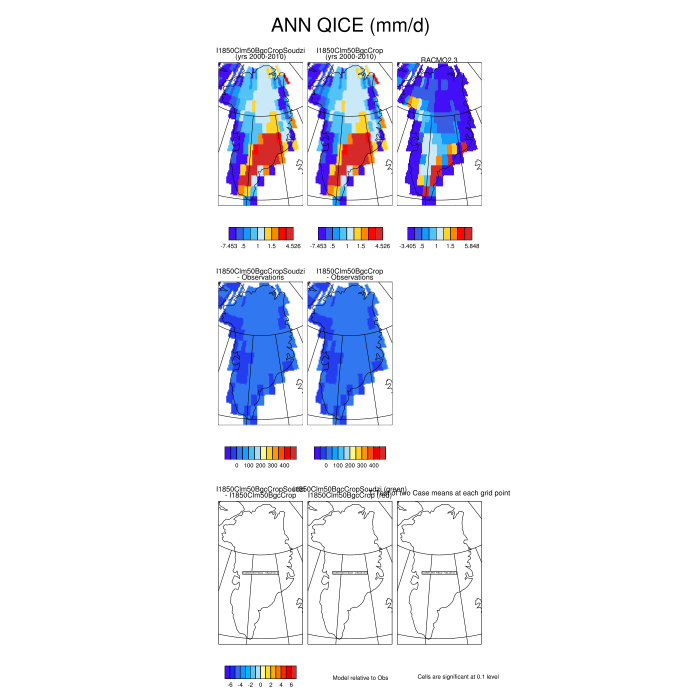 ANN QICE (mm/d)
I1850Clm50BgcCropSoudzi
(yrs 2000-2010)
I1850Clm50BgcCrop
(yrs 2000-2010)
RACMO2.3
-7.453 .5 1 1.5 4.526
-7.453 .5 1 1.5 4.526
-3.405 .5 1 1.5 5.848
I1850Clm50BgcCropSoudzi
- Observations
I1850Clm50BgcCrop
- Observations
0 100 200 300 400
0 100 200 300 400
I1850Clm50BgcCropSoudzi
- I1850Clm50BgcCrop
I1850Clm50BgcCropSoudzi (green)
I1850Clm50BgcCrop (red)
of two Case means at each grid point
-6 -4 -2 0 2 4 6
Model relative to Obs
Cells are significant at 0.1 level